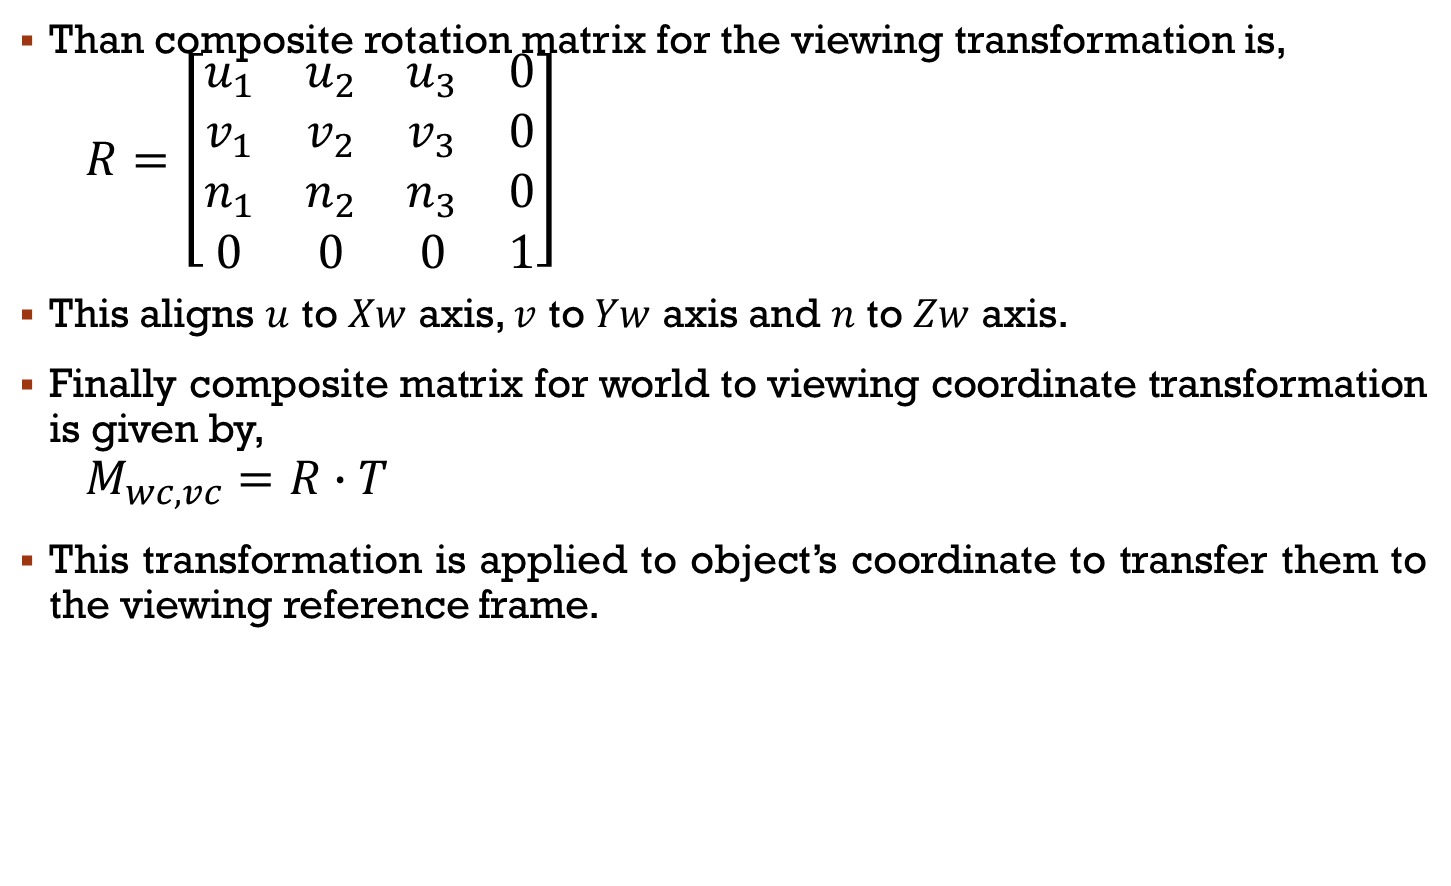 ▪ Than composite rotation matrix for the viewing transformation is,
R = [
u₁ u₂ u₃ 0
v₁ v₂ v₃ 0
n₁ n₂ n₃ 0
0 0 0 1
]
▪ This aligns u to Xw axis, v to Yw axis and n to Zw axis.
▪ Finally composite matrix for world to viewing coordinate transformation
is given by,
M_{wc,vc} = R · T
▪ This transformation is applied to object’s coordinate to transfer them to
the viewing reference frame.